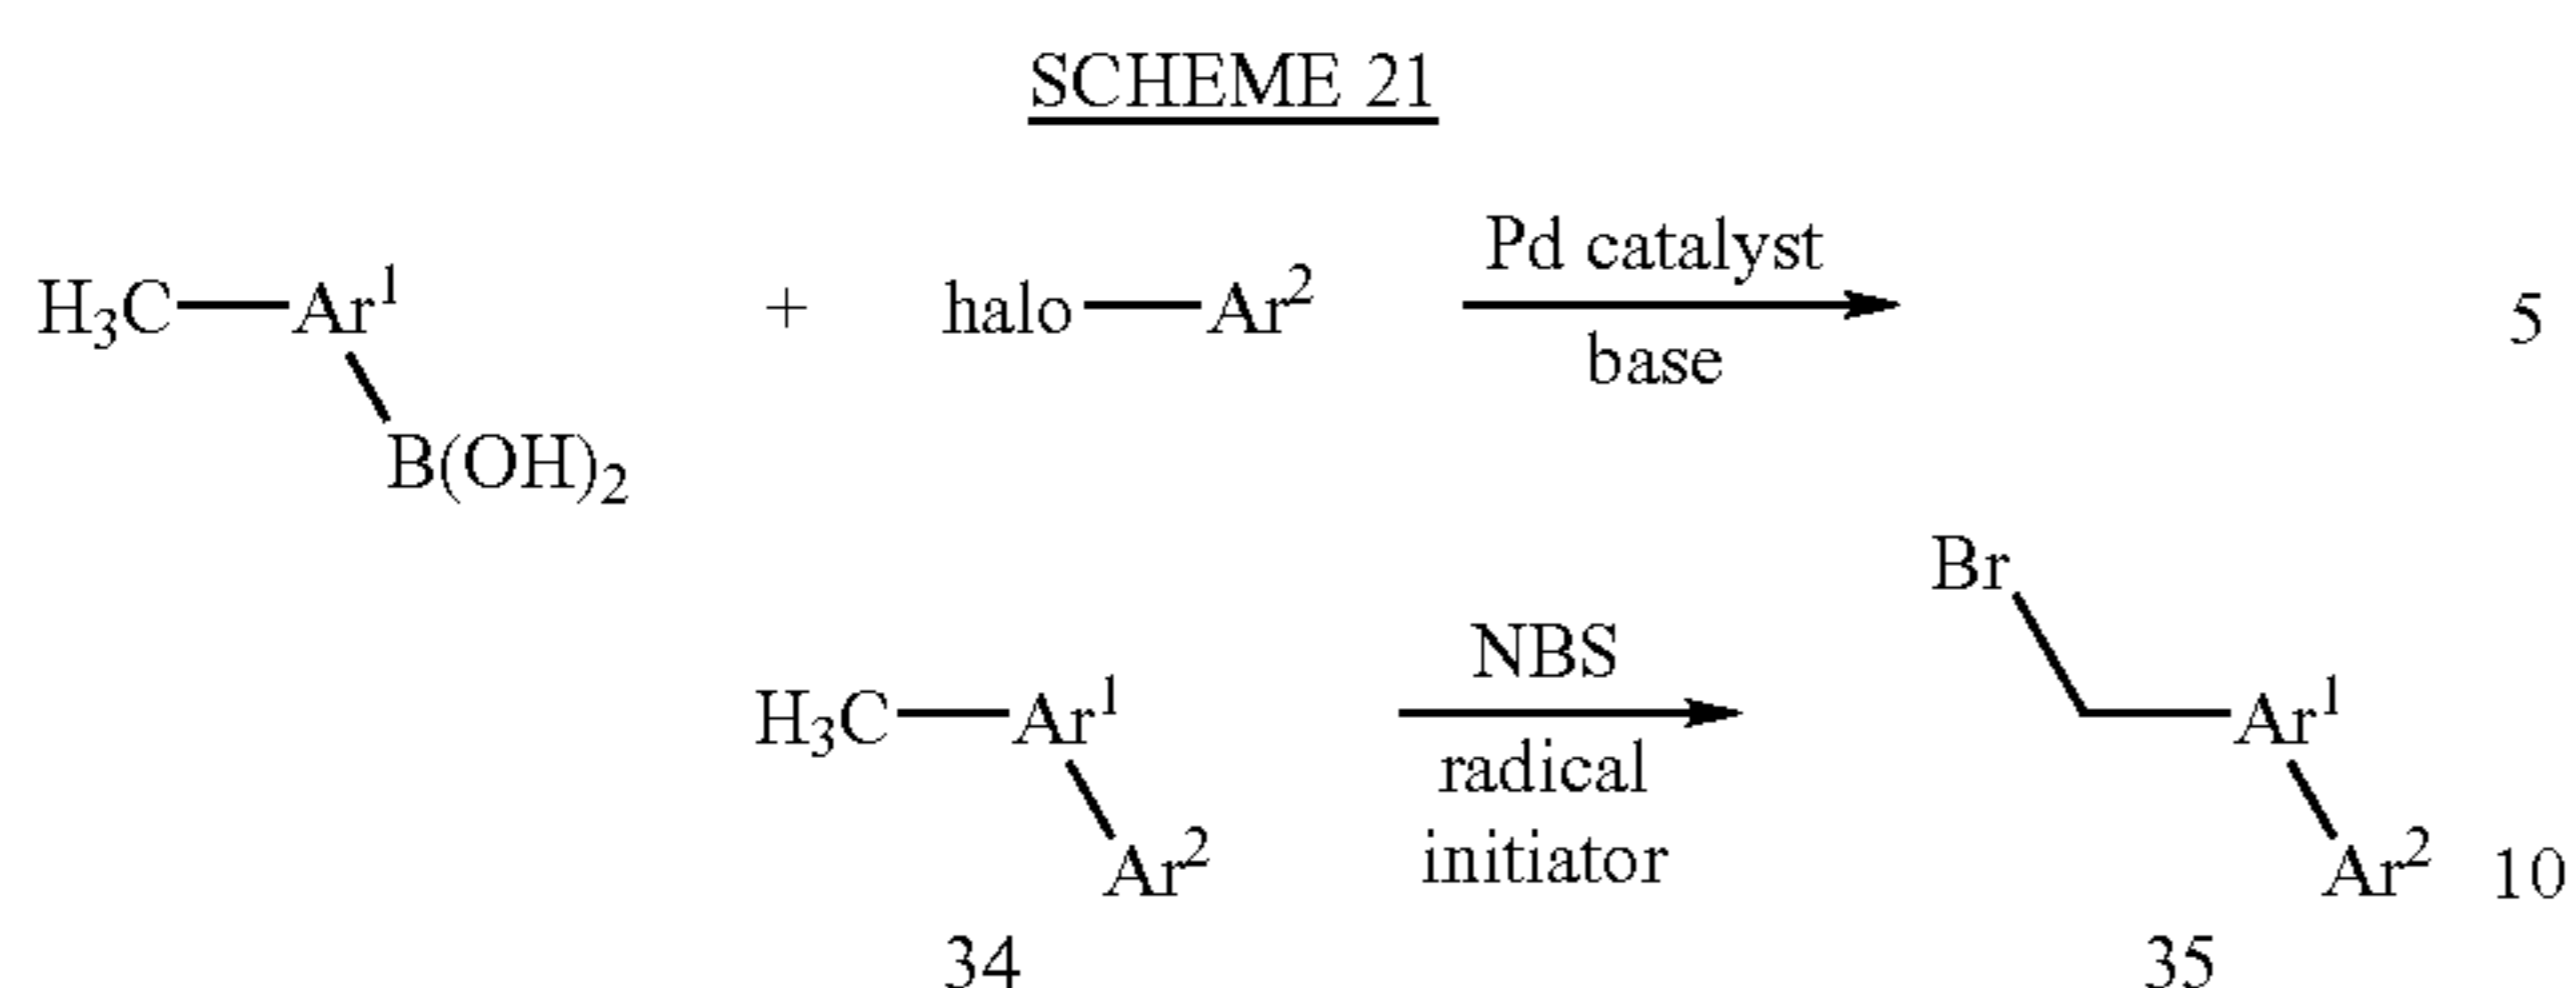 SCHEME 21
H₃C—Ar¹ + halo—Ar² Pd catalyst 5
base
B(OH)₂
Br
H₃C—Ar¹ NBS Ar¹
radical
initiator
Ar² Ar² 10
34 35